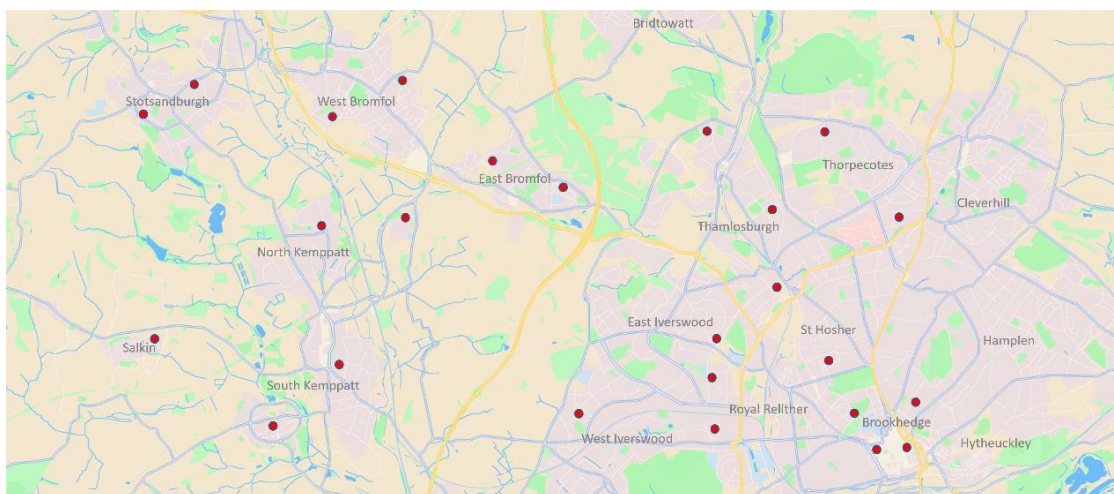 Bridtowatt
Stotsandburgh
West Bromfol
Thorpecotes
East Bromfol
Cleverhill
Thamlosburgh
North Kemppatt
East Iverswood
St Hosher
Hamplen
Salkin
South Kemppatt
Royal Rellther
Brookhedge
West Iverswood
Hytheuckley